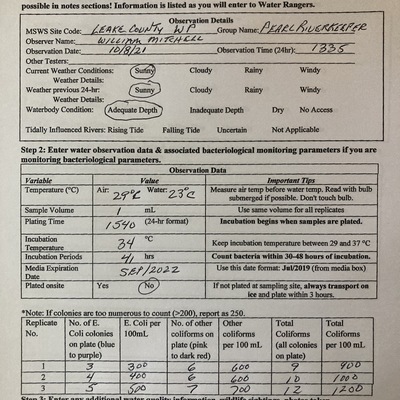 possible in notes sections! Information is listed as you will enter to Water Rangers.
Observation Details
MSWS Site Code: LEAKE COUNTY WP Group Name: PEARL RIVERKEEPER
Observer Name: WILLIAM MITCHELL
Observation Date: 10/8/21 Observation Time (24hr): 1335
Other Testers:
Current Weather Conditions: Sunny Cloudy Rainy Windy
Weather Details:
Weather previous 24-hr: Sunny Cloudy Rainy Windy
Weather Details:
Waterbody Condition: Adequate Depth Inadequate Depth Dry No Access
Tidally Influenced Rivers: Rising Tide Falling Tide Uncertain Not Applicable
Step 2: Enter water observation data & associated bacteriological monitoring parameters if you are
monitoring bacteriological parameters.
Observation Data
Variable Value Important Tips
Temperature (°C) Air: 29°C Water: 23°C Measure air temp before water temp. Read with bulb
submerged if possible. Don't touch bulb.
Sample Volume 1 mL Use same volume for all replicates
Plating Time 1540 (24-hr format) Incubation begins when samples are plated.
Incubation
Temperature 34 °C Keep incubation temperature between 29 and 37 °C
Incubation Periods 41 hrs Count bacteria within 30-48 hours of incubation.
Media Expiration
Date SEP/2022 Use this date format: Jul/2019 (from media box)
Plated onsite Yes No If not plated at sampling site, always transport on
ice and plate within 3 hours.
*Note: If colonies are too numerous to count (>200), report as 250.
Replicate No. of E. E. Coli per No. of other Other Total Total
No. Coli colonies 100mL coliforms coliforms Coliforms Coliforms
on plate (blue on plate (pink per 100 mL (all colonies per 100 mL
to purple) to dark red) on plate)
1 3 300 6 600 9 900
2 4 400 6 600 10 1000
3 5 500 7 700 12 1200
Step 3: Enter any additional water quality information, wildlife sightings, photos taken